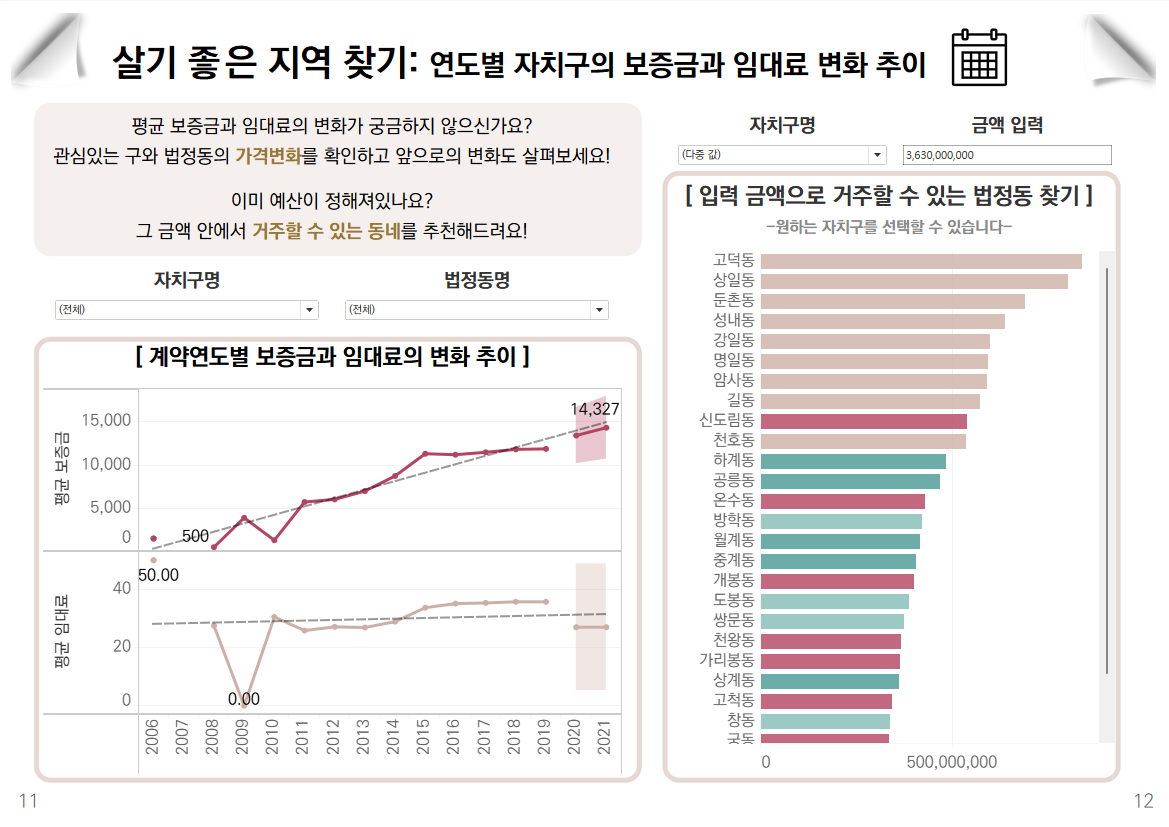 살기 좋은 지역 찾기: 연도별 자치구의 보증금과 임대료 변화 추이
평균 보증금과 임대료의 변화가 궁금하지 않으신가요?
관심있는 구와 법정동의 가격변화를 확인하고 앞으로의 변화도 살펴보세요!
이미 예산이 정해져있나요?
그 금액 안에서 거주할 수 있는 동네를 추천해드려요!
자치구명 법정동명
(전체) (전체)
[ 계약연도별 보증금과 임대료의 변화 추이 ]
평균 보증금
15,000
10,000
5,000
0
14,327
500
평균 임대료
40
20
0
50.00
0.00
2006 2007 2008 2009 2010 2011 2012 2013 2014 2015 2016 2017 2018 2019 2020 2021
11
자치구명 금액 입력
(다중 값) 3,630,000,000
[ 입력 금액으로 거주할 수 있는 법정동 찾기 ]
-원하는 자치구를 선택할 수 있습니다-
고덕동
상일동
둔촌동
성내동
강일동
명일동
암사동
길동
신도림동
천호동
하계동
공릉동
온수동
방학동
월계동
중계동
개봉동
도봉동
쌍문동
천왕동
가리봉동
상계동
고척동
창동
궁동
0 500,000,000
12